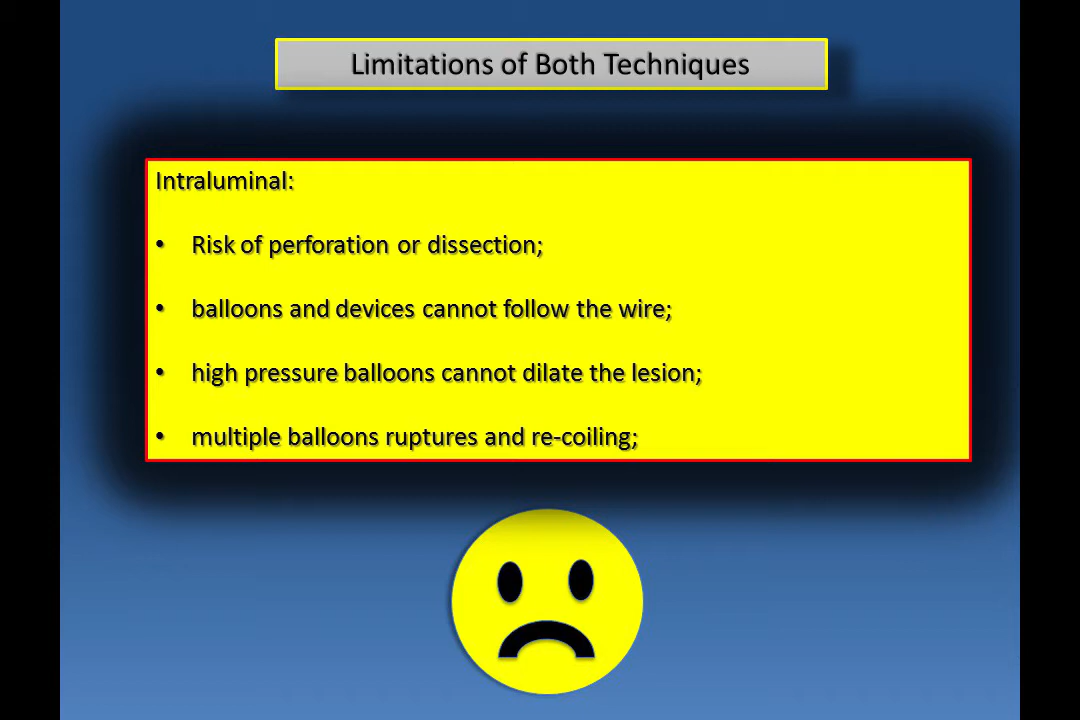 Limitations of Both Techniques
Intraluminal:
• Risk of perforation or dissection;
• balloons and devices cannot follow the wire;
• high pressure balloons cannot dilate the lesion;
• multiple balloons ruptures and re-coiling;